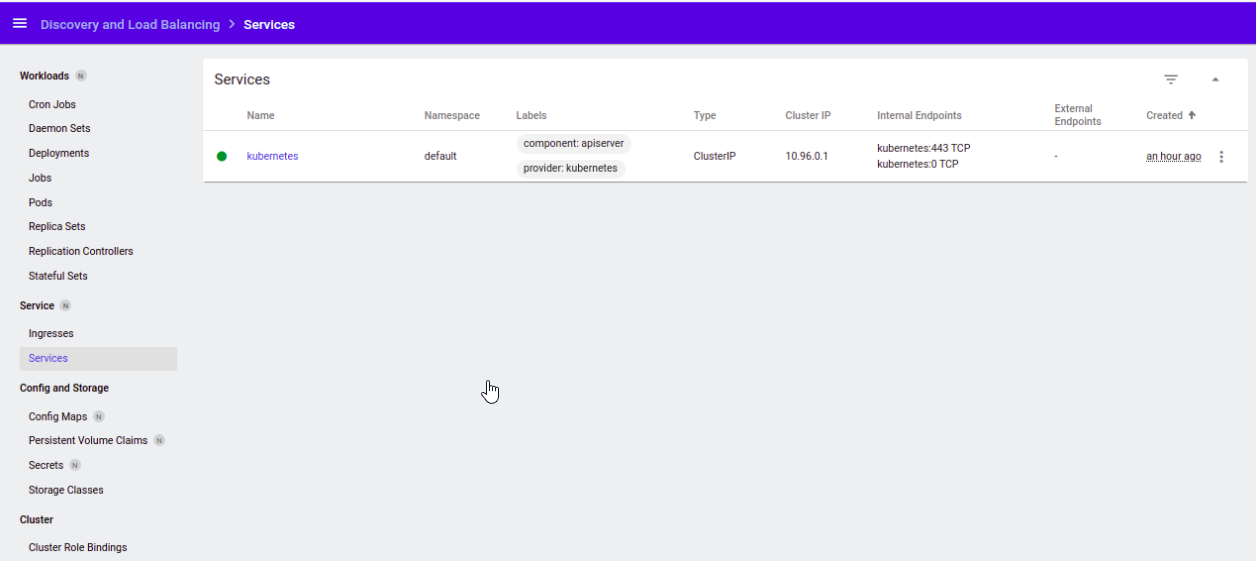 Discovery and Load Balancing > Services
Workloads N
Cron Jobs
Daemon Sets
Deployments
Jobs
Pods
Replica Sets
Replication Controllers
Stateful Sets
Service N
Ingresses
Services
Config and Storage
Config Maps N
Persistent Volume Claims N
Secrets N
Storage Classes
Cluster
Cluster Role Bindings
Services
Name Namespace Labels Type Cluster IP Internal Endpoints External Endpoints Created
kubernetes default component: apiserver ClusterIP 10.96.0.1 kubernetes:443 TCP - an hour ago
provider: kubernetes kubernetes:0 TCP